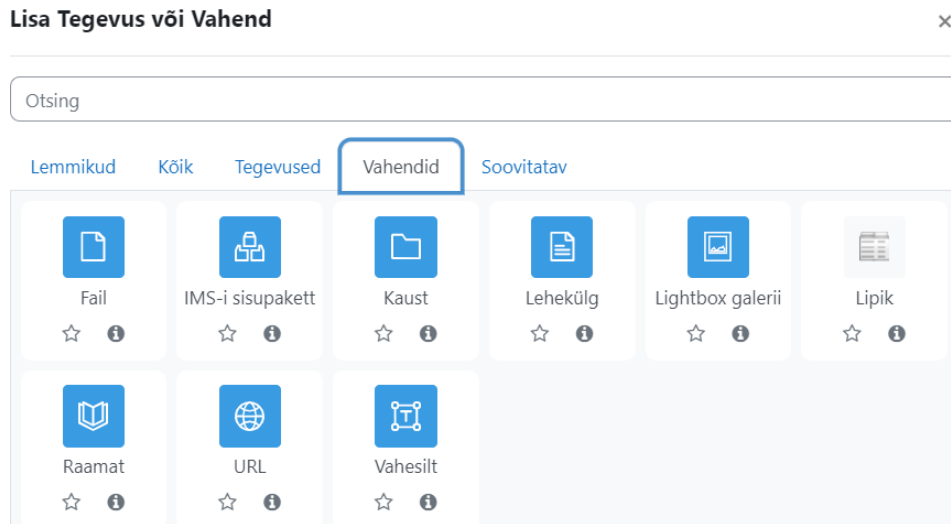 Lisa Tegevus või Vahend
Otsing
Lemmikud Kõik Tegevused Vahendid Soovitatav
Fail IMS-i sisupakett Kaust Lehekülg Lightbox galerii Lipik
Raamat URL Vahesilt